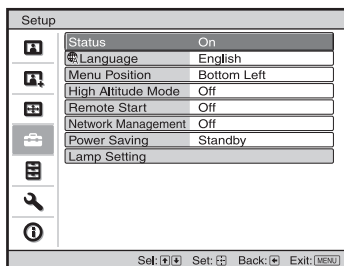 Setup
Status On
Language English
Menu Position Bottom Left
High Altitude Mode Off
Remote Start Off
Network Management Off
Power Saving Standby
Lamp Setting
Sel: Set: Back: Exit: MENU